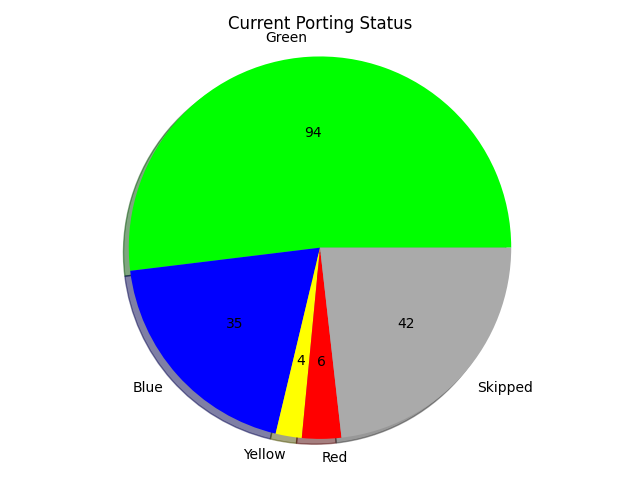 Current Porting Status
Green
94
35
42
4
6
Blue
Skipped
Yellow
Red